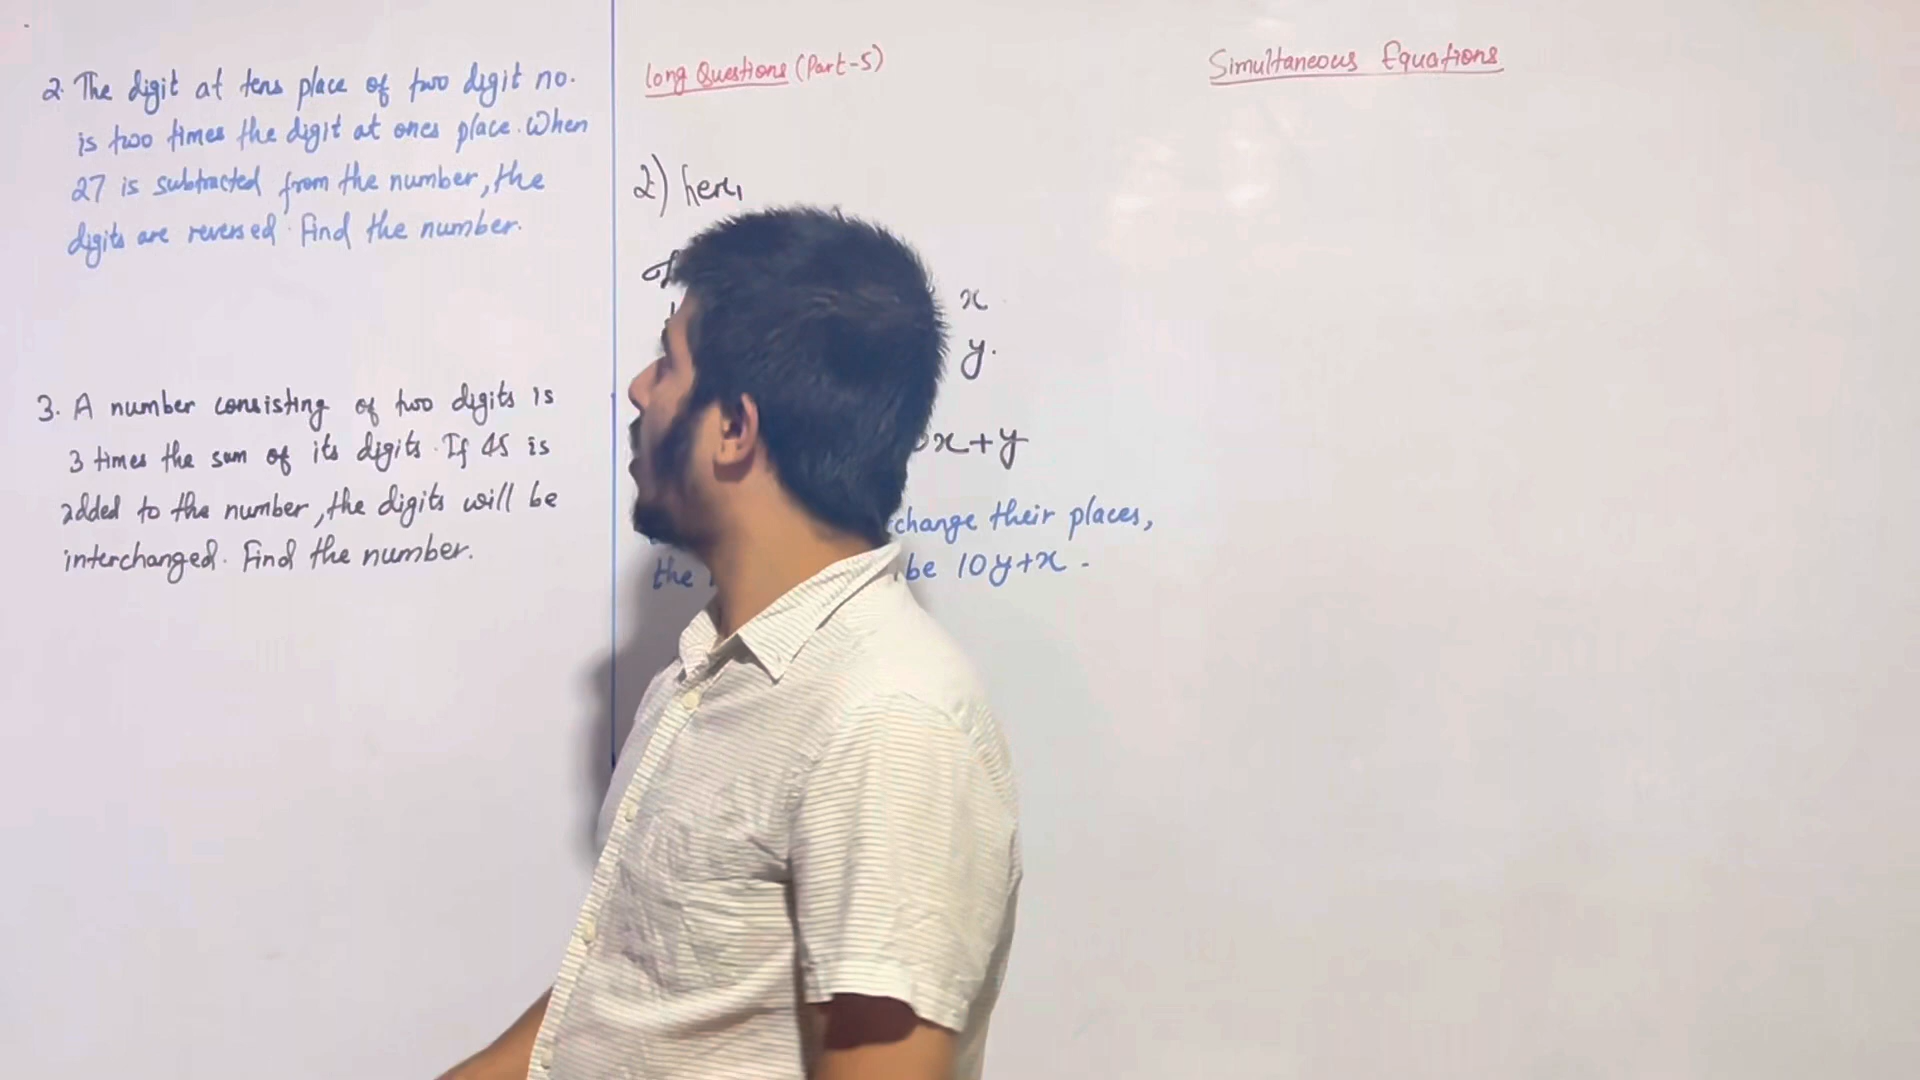 2. The digit at tens place of two digit no.
is two times the digit at ones place. When
27 is subtracted from the number, the
digits are reversed. Find the number.
3. A number consisting of two digits is
3 times the sum of its digits. If 45 is
added to the number, the digits will be
interchanged. Find the number.
Long Questions (Part-5)
2) here,
x
y.
x+y
change their places,
the
be 10y+x.
Simultaneous Equations